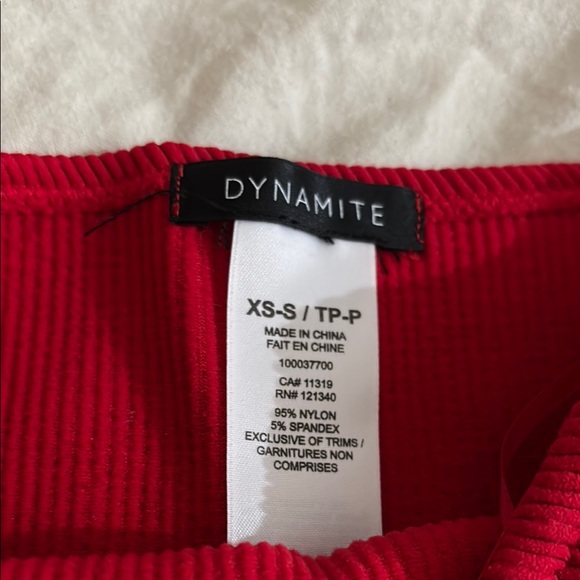 DYNAMITE
XS-S / TP-P
MADE IN CHINA
FAIT EN CHINE
100037700
CA# 11319
RN# 121340
95% NYLON
5% SPANDEX
EXCLUSIVE OF TRIMS /
GARNITURES NON
COMPRISES